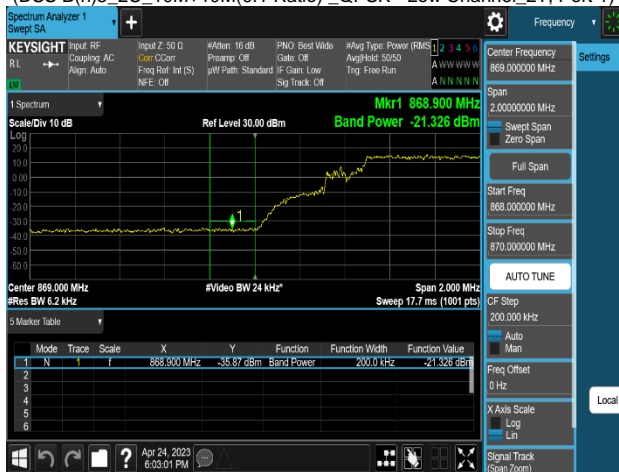 Spectrum Analyzer 1
Swept SA
Frequency
KEYSIGHT
Input: RF
Coupling: AC
Align: Auto
Input Z: 50 Ω
Corr CCorr
Freq Ref: Int (S)
NFE: Off
#Atten: 16 dB
Preamp: Off
µW Path: Standard
PNO: Best Wide
Gate: Off
IF Gain: Low
Sig Track: Off
#Avg Type: Power (RMS
Avg|Hold: 50/50
Trig: Free Run
1 2 3 4 5 6
A W W W W W
A N N N N N
RL
1 Spectrum
Scale/Div 10 dB
Ref Level 30.00 dBm
Mkr1 868.900 MHz
Band Power -21.326 dBm
Log
20.0
10.0
0.00
-10.0
-20.0
-30.0
-40.0
-50.0
-60.0
1
Center 869.000 MHz
#Video BW 24 kHz*
Span 2.000 MHz
#Res BW 6.2 kHz
Sweep 17.7 ms (1001 pts)
5 Marker Table
Mode Trace Scale X Y Function Function Width Function Value
1 N 1 f 868.900 MHz -35.87 dBm Band Power 200.0 kHz -21.326 dBm
2
3
4
5
6
Apr 24, 2023
6:03:01 PM
Center Frequency
869.000000 MHz
Settings
Span
2.00000000 MHz
Swept Span
Zero Span
Full Span
Start Freq
868.000000 MHz
Stop Freq
870.000000 MHz
AUTO TUNE
CF Step
200.000 kHz
Auto
Man
Freq Offset
0 Hz
X Axis Scale
Log
Lin
Local
Signal Track
(Span Zoom)